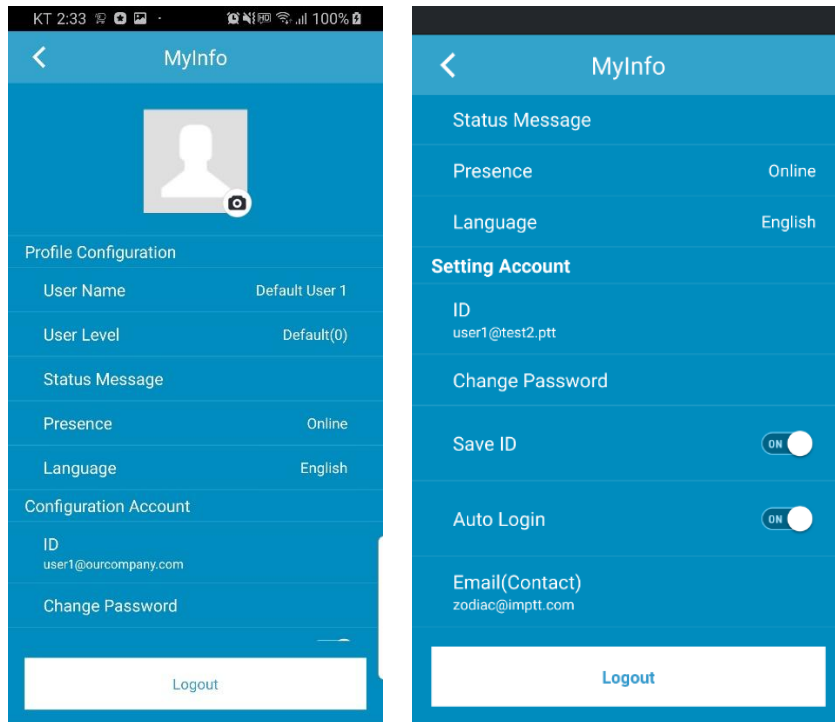 KT 2:33 HD 100%
MyInfo
Profile Configuration
User Name Default User 1
User Level Default(0)
Status Message
Presence Online
Language English
Configuration Account
ID
user1@ourcompany.com
Change Password
Logout
MyInfo
Status Message
Presence Online
Language English
Setting Account
ID
user1@test2.ptt
Change Password
Save ID ON
Auto Login ON
Email(Contact)
zodiac@imptt.com
Logout